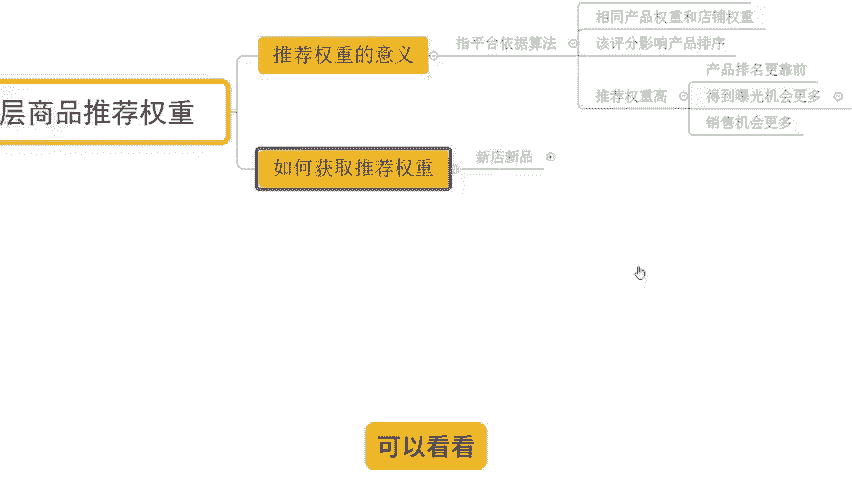 层商品推荐权重
推荐权重的意义
指平台依据算法
相同产品权重和店铺权重
该评分影响产品排序
推荐权重高
产品排名更靠前
得到曝光机会更多
销售机会更多
如何获取推荐权重
新店新品
可以看看